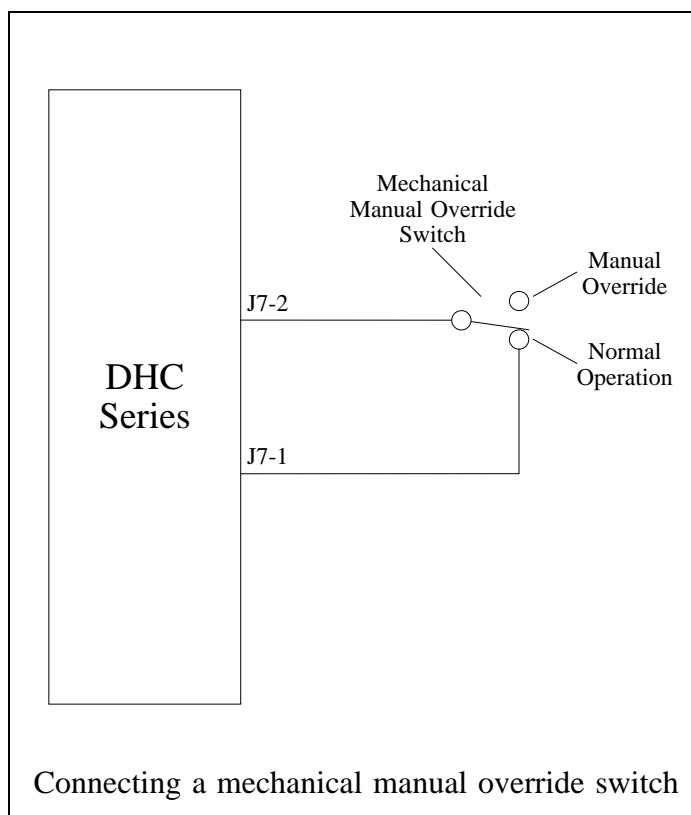 Mechanical
Manual Override
Switch
Manual
Override
J7-2
Normal
Operation
DHC
Series
J7-1
Connecting a mechanical manual override switch